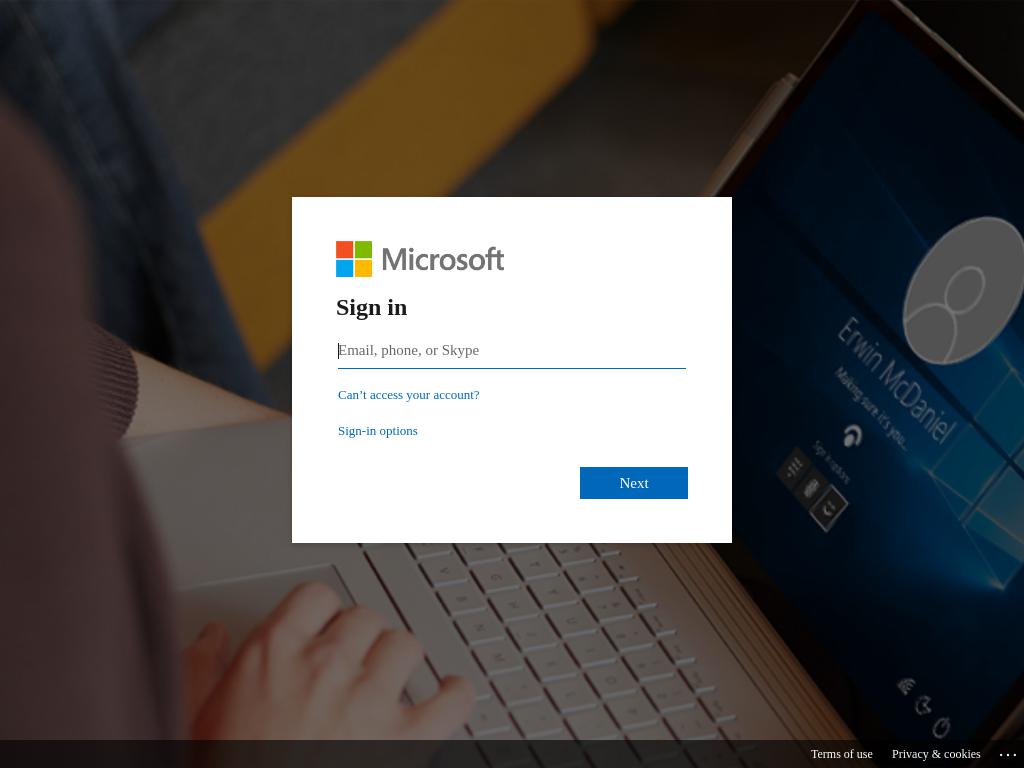 Microsoft
Sign in
Email, phone, or Skype
Can't access your account?
Sign-in options
Next
Erwin McDaniel
Making sure it's you...
Sign in options
Terms of use
Privacy & cookies
...